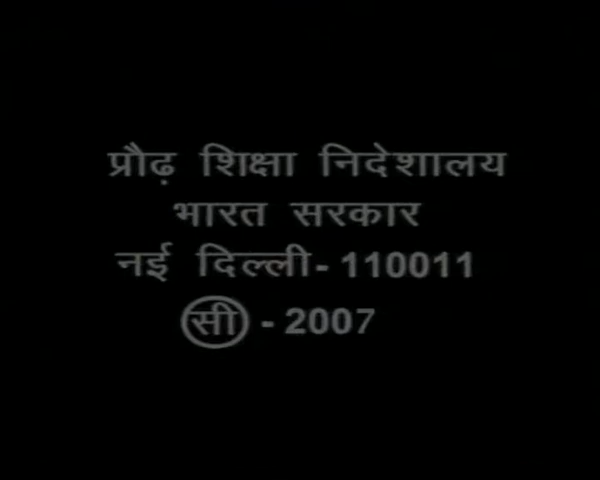 प्रौढ़ शिक्षा निदेशालय
भारत सरकार
नई दिल्ली- 110011
सी - 2007